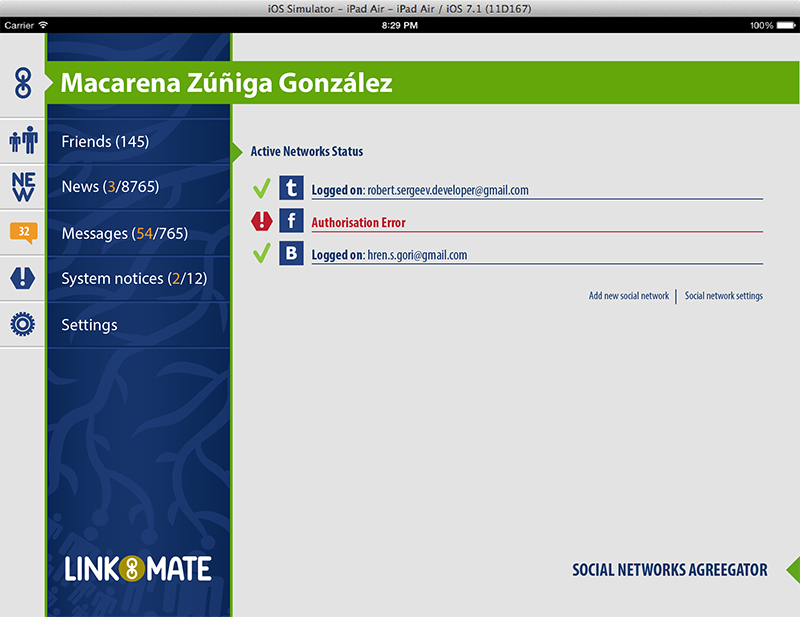 iOS Simulator – iPad Air – iPad Air / iOS 7.1 (11D167)
Carrier 8:29 PM 100%
Macarena Zúñiga González
Friends (145)
NEW News (3/8765)
32 Messages (54/765)
System notices (2/12)
Settings
Active Networks Status
t Logged on: robert.sergeev.developer@gmail.com
f Authorisation Error
B Logged on: hren.s.gori@gmail.com
Add new social network | Social network settings
LINK MATE
SOCIAL NETWORKS AGREEGATOR